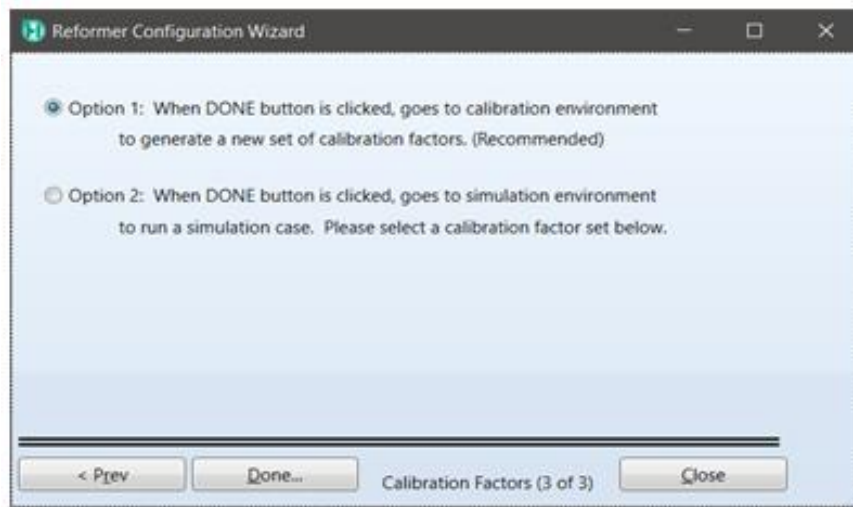 Reformer Configuration Wizard
Option 1: When DONE button is clicked, goes to calibration environment
to generate a new set of calibration factors. (Recommended)
Option 2: When DONE button is clicked, goes to simulation environment
to run a simulation case. Please select a calibration factor set below.
< Prev
Done...
Calibration Factors (3 of 3)
Close